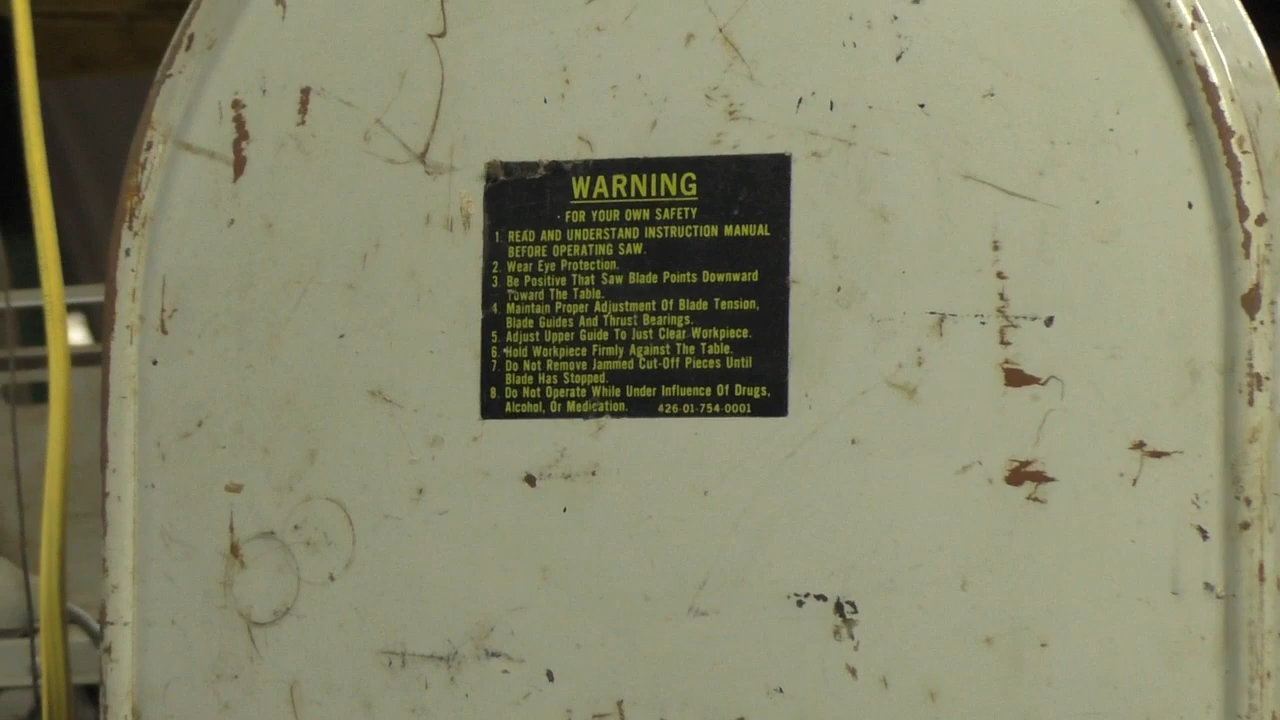 WARNING
FOR YOUR OWN SAFETY
1. READ AND UNDERSTAND INSTRUCTION MANUAL
BEFORE OPERATING SAW.
2. Wear Eye Protection.
3. Be Positive That Saw Blade Points Downward
Toward The Table.
4. Maintain Proper Adjustment Of Blade Tension,
Blade Guides And Thrust Bearings.
5. Adjust Upper Guide To Just Clear Workpiece.
6. Hold Workpiece Firmly Against The Table.
7. Do Not Remove Jammed Cut-Off Pieces Until
Blade Has Stopped.
8. Do Not Operate While Under Influence Of Drugs,
Alcohol, Or Medication. 426-01-754-0001